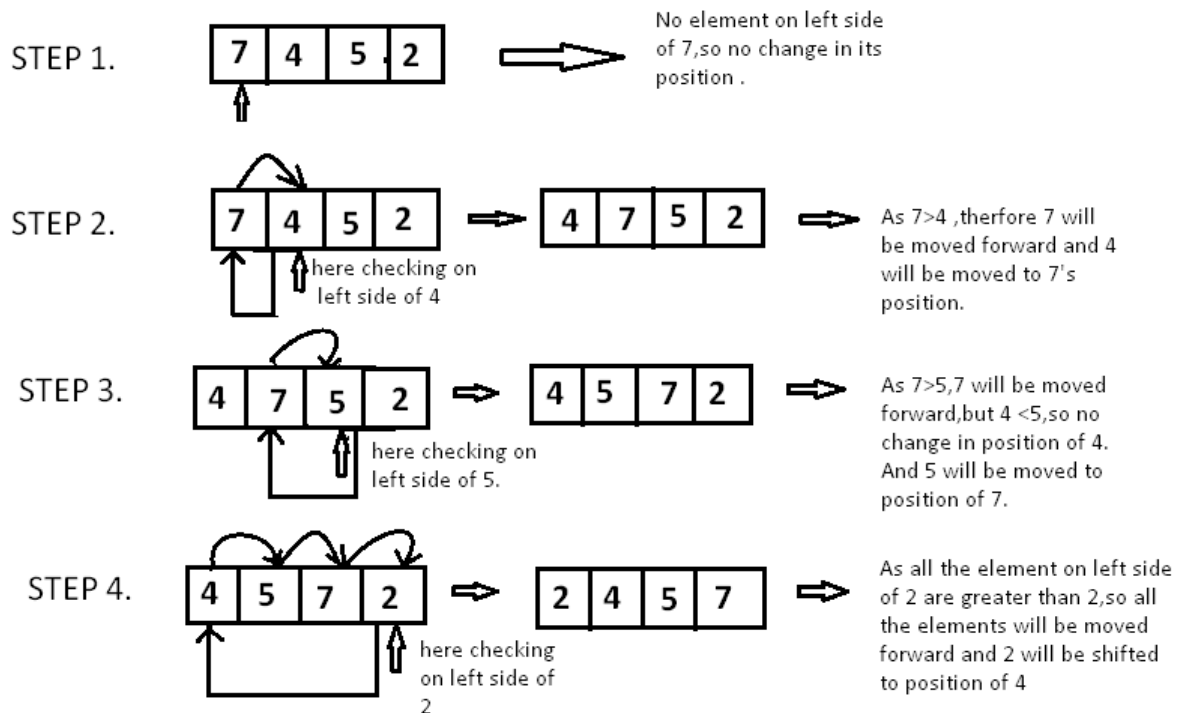 STEP 1.
7 4 5 2
No element on left side
of 7,so no change in its
position .
STEP 2.
7 4 5 2
here checking on
left side of 4
4 7 5 2
As 7>4 ,therfore 7 will
be moved forward and 4
will be moved to 7's
position.
STEP 3.
4 7 5 2
here checking on
left side of 5.
4 5 7 2
As 7>5,7 will be moved
forward,but 4 <5,so no
change in position of 4.
And 5 will be moved to
position of 7.
STEP 4.
4 5 7 2
here checking
on left side of
2
2 4 5 7
As all the element on left side
of 2 are greater than 2,so all
the elements will be moved
forward and 2 will be shifted
to position of 4